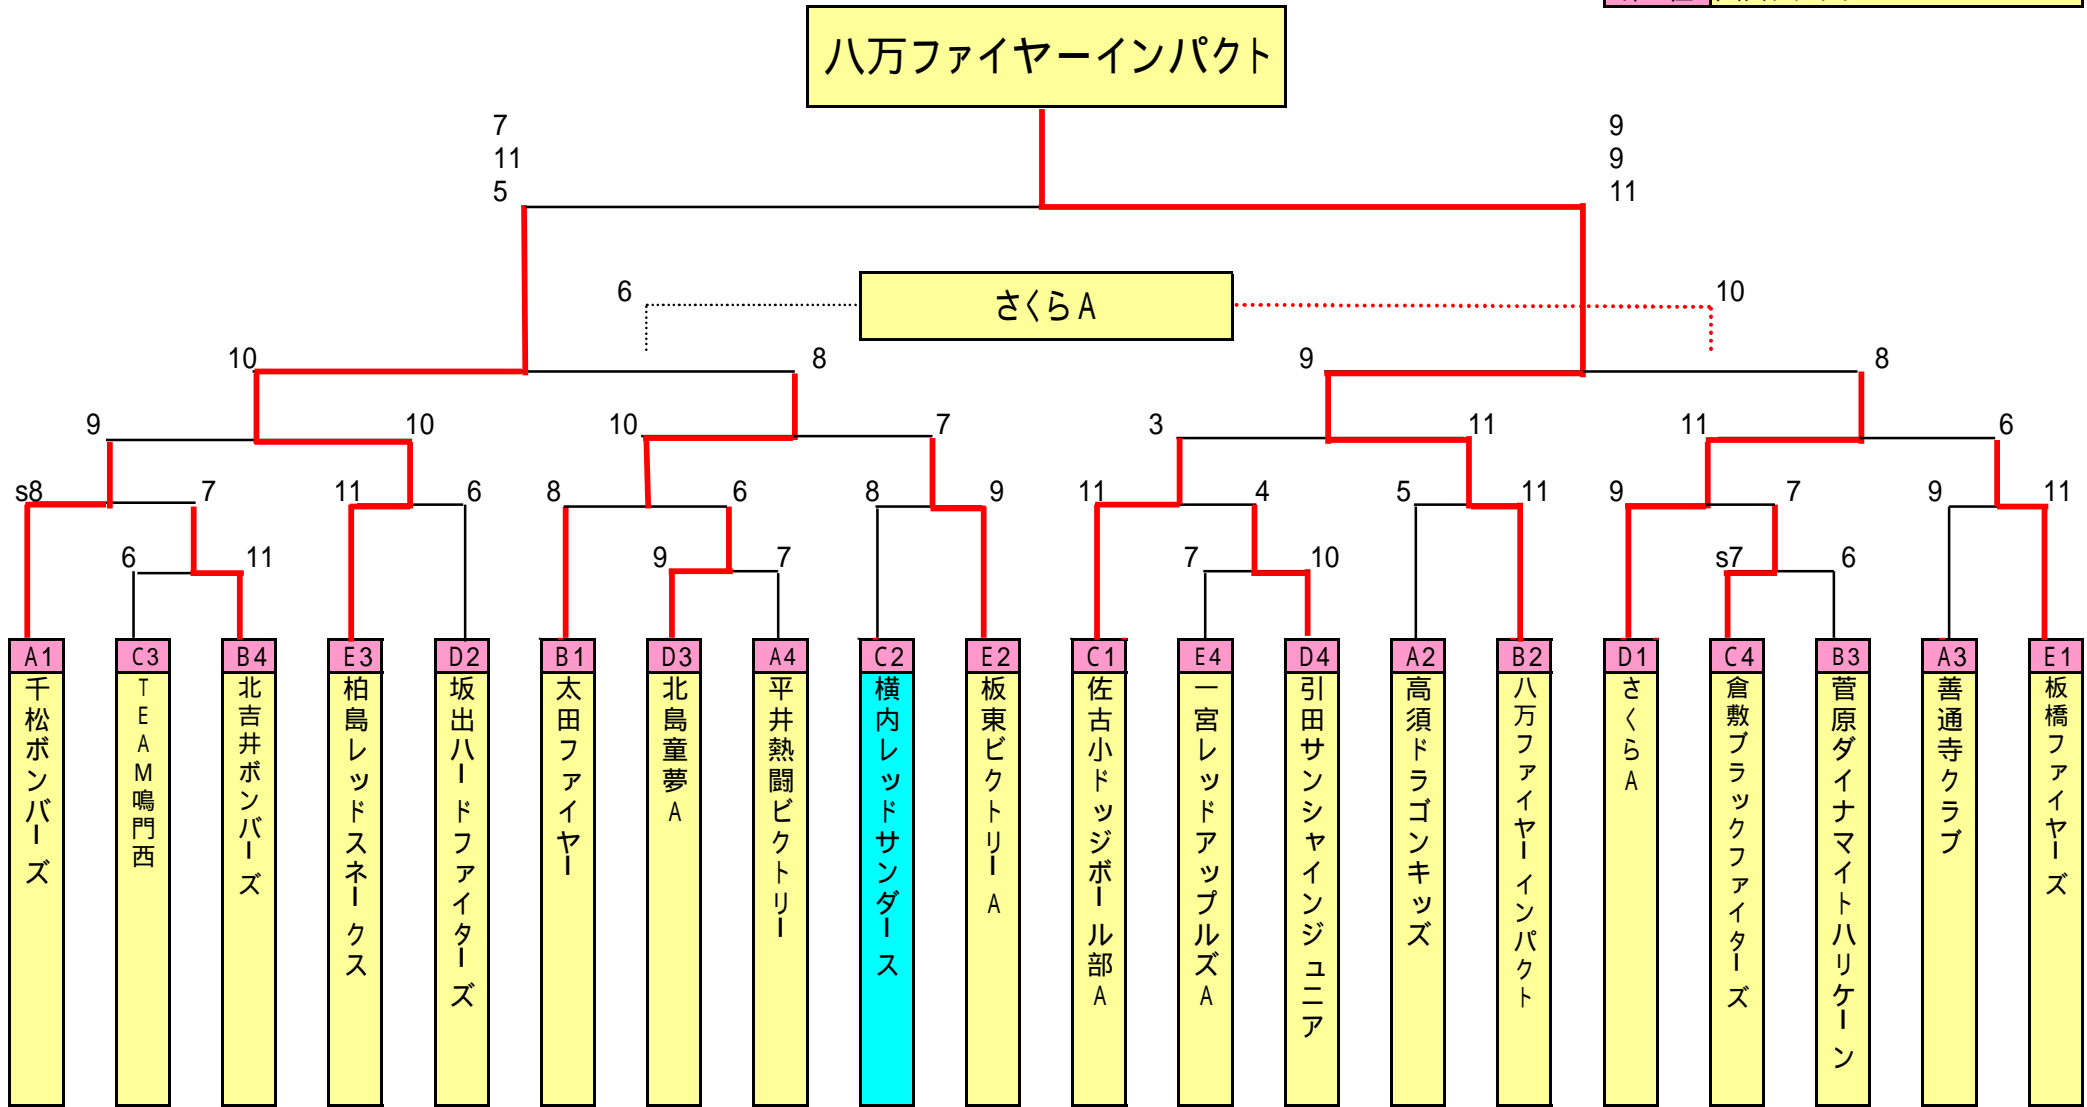 八万ファイヤーインパクト
7 9
11 9
5 11
6 さくらA 10
10 8 9 8
9 10 10 7 3 11 11 6
s8 7 11 6 8 6 8 9 11 4 5 11 9 7 9 11
6 11 9 7 7 10 s7 6
A1 C3 B4 E3 D2 B1 D3 A4 C2 E2 C1 E4 D4 A2 B2 D1 C4 B3 A3 E1
千松ボンバーズ
TEAM鳴門西
北吉井ボンバーズ
柏島レッドスネークス
坂出ハードファイターズ
太田ファイヤー
北島童夢A
平井熱闘ビクトリー
横内レッドサンダース
板東ビクトリーA
佐古小ドッジボール部A
一宮レッドアップルズA
引田サンシャインジュニア
高須ドラゴンキッズ
八万ファイヤーインパクト
さくらA
倉敷ブラックファイターズ
菅原ダイナマイトハリケーン
善通寺クラブ
板橋ファイヤーズ